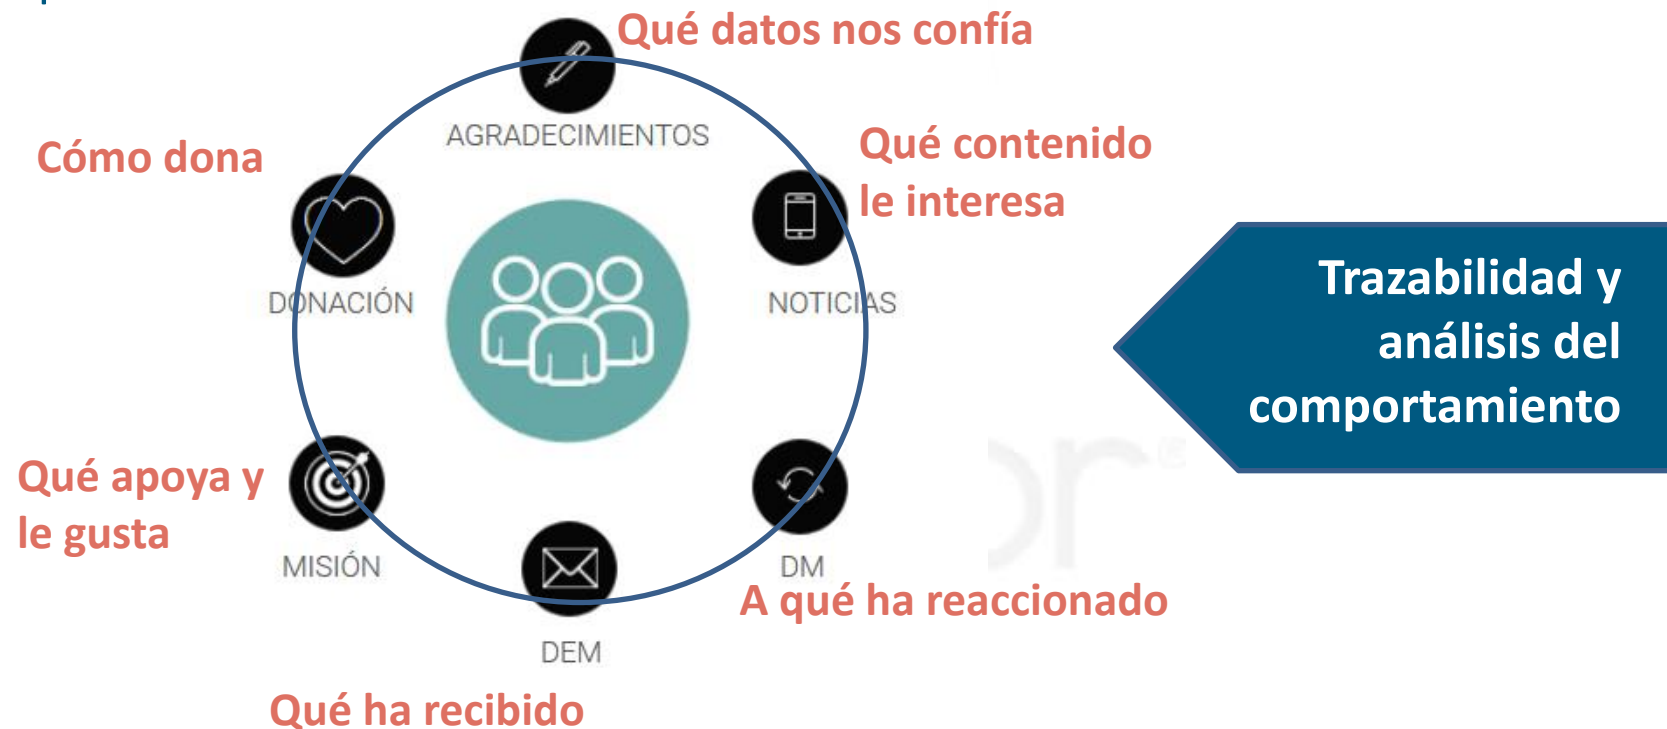 Qué datos nos confía
AGRADECIMIENTOS
Cómo dona
Qué contenido
le interesa
DONACIÓN
NOTICIAS
Trazabilidad y
análisis del
comportamiento
Qué apoya y
le gusta
MISIÓN
DM
A qué ha reaccionado
DEM
Qué ha recibido